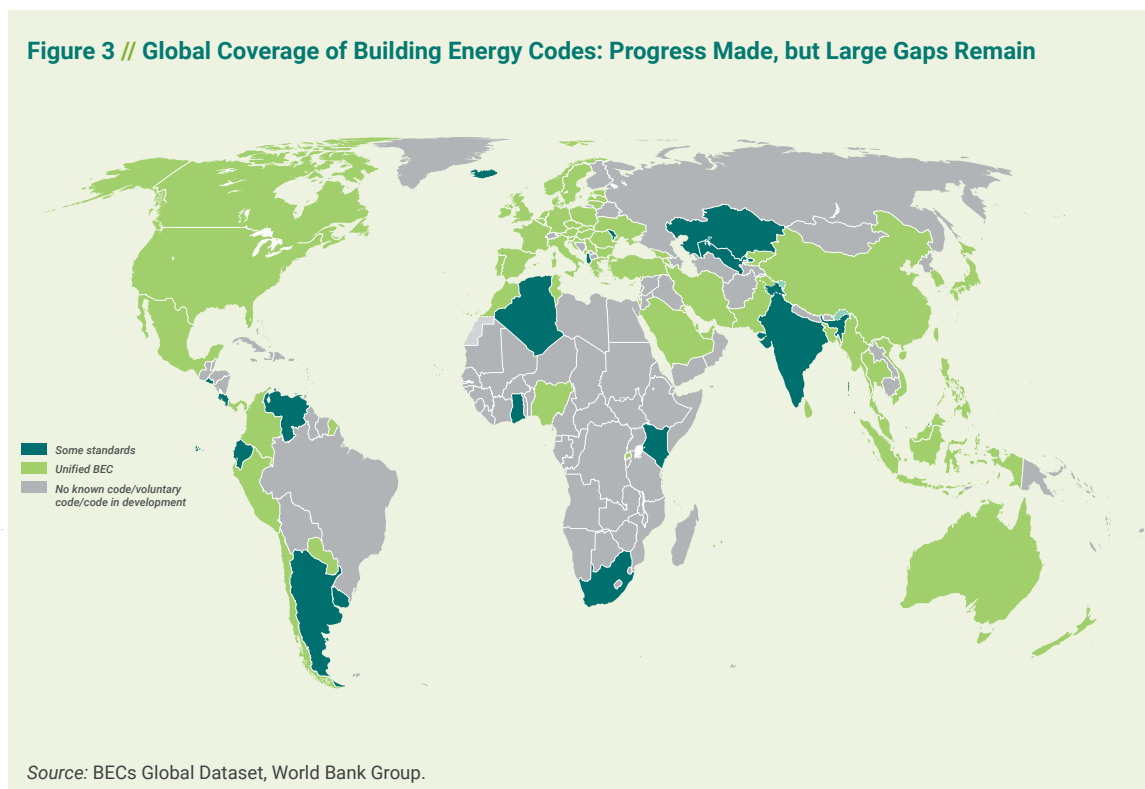 Figure 3 // Global Coverage of Building Energy Codes: Progress Made, but Large Gaps Remain
Some standards
Unified BEC
No known code/voluntary
code/code in development
Source: BECs Global Dataset, World Bank Group.